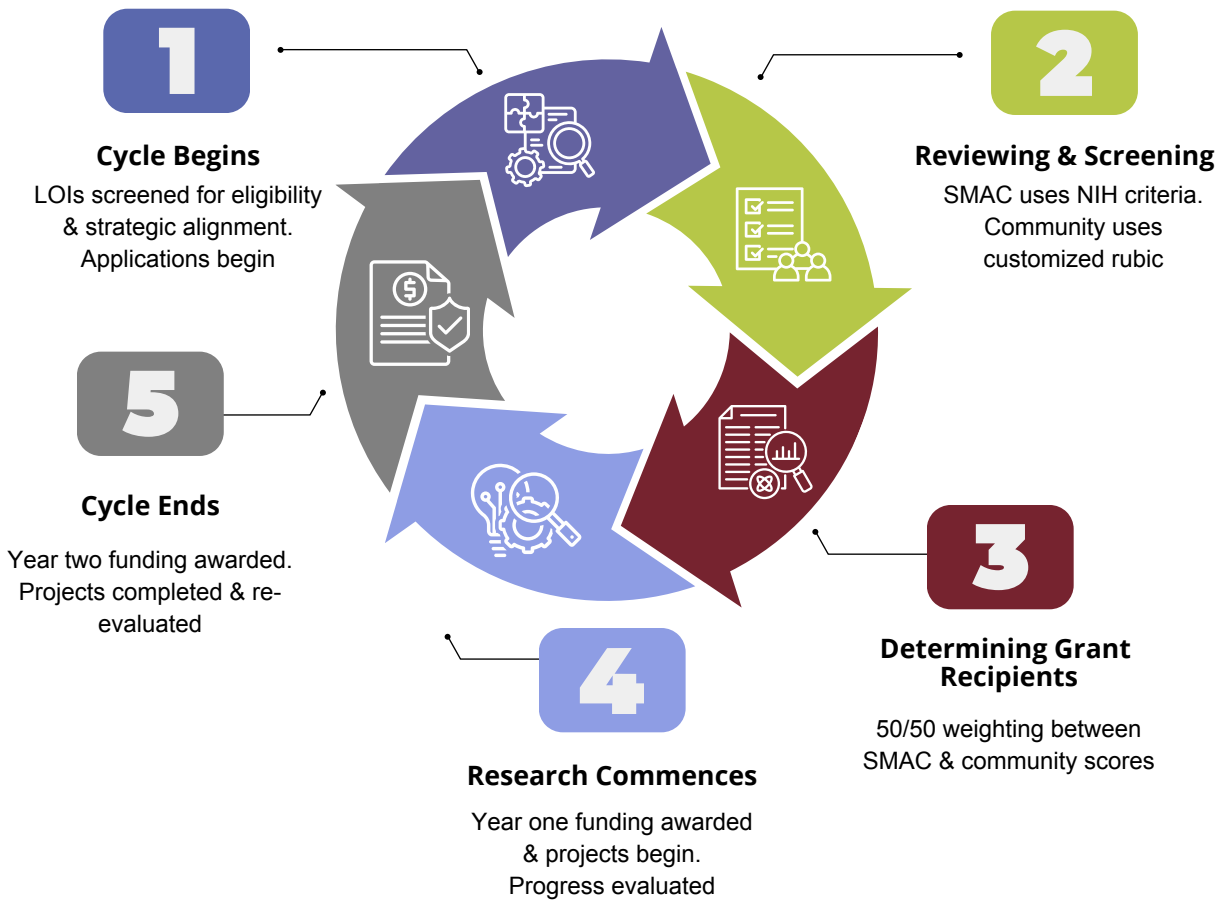 1
Cycle Begins
LOIs screened for eligibility
& strategic alignment.
Applications begin
2
Reviewing & Screening
SMAC uses NIH criteria.
Community uses
customized rubic
3
Determining Grant
Recipients
50/50 weighting between
SMAC & community scores
4
Research Commences
Year one funding awarded
& projects begin.
Progress evaluated
5
Cycle Ends
Year two funding awarded.
Projects completed & re-
evaluated
$